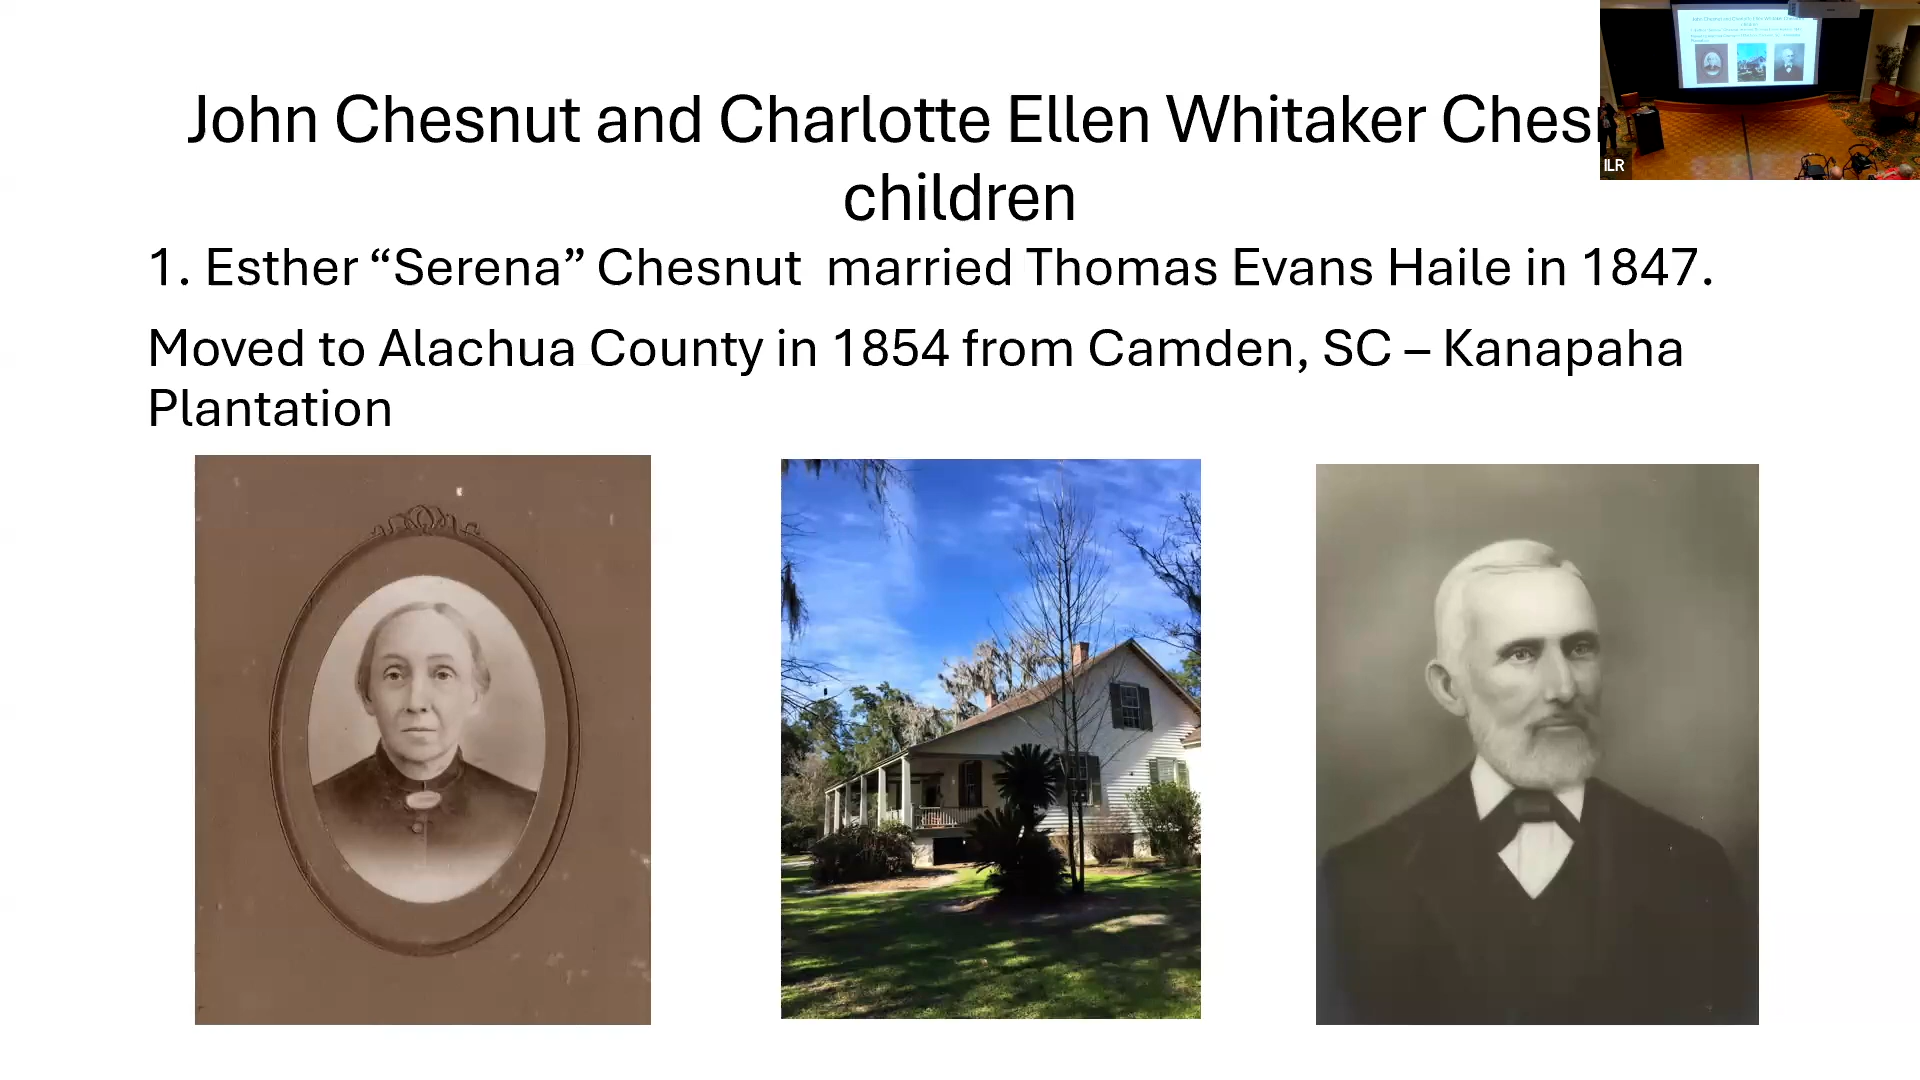 John Chesnut and Charlotte Ellen Whitaker
children
1. Esther “Serena” Chesnut  married Thomas Evans Haile in 1847.
Moved to Alachua County in 1854 from Camden, SC – Kanapaha
Plantation
ILR